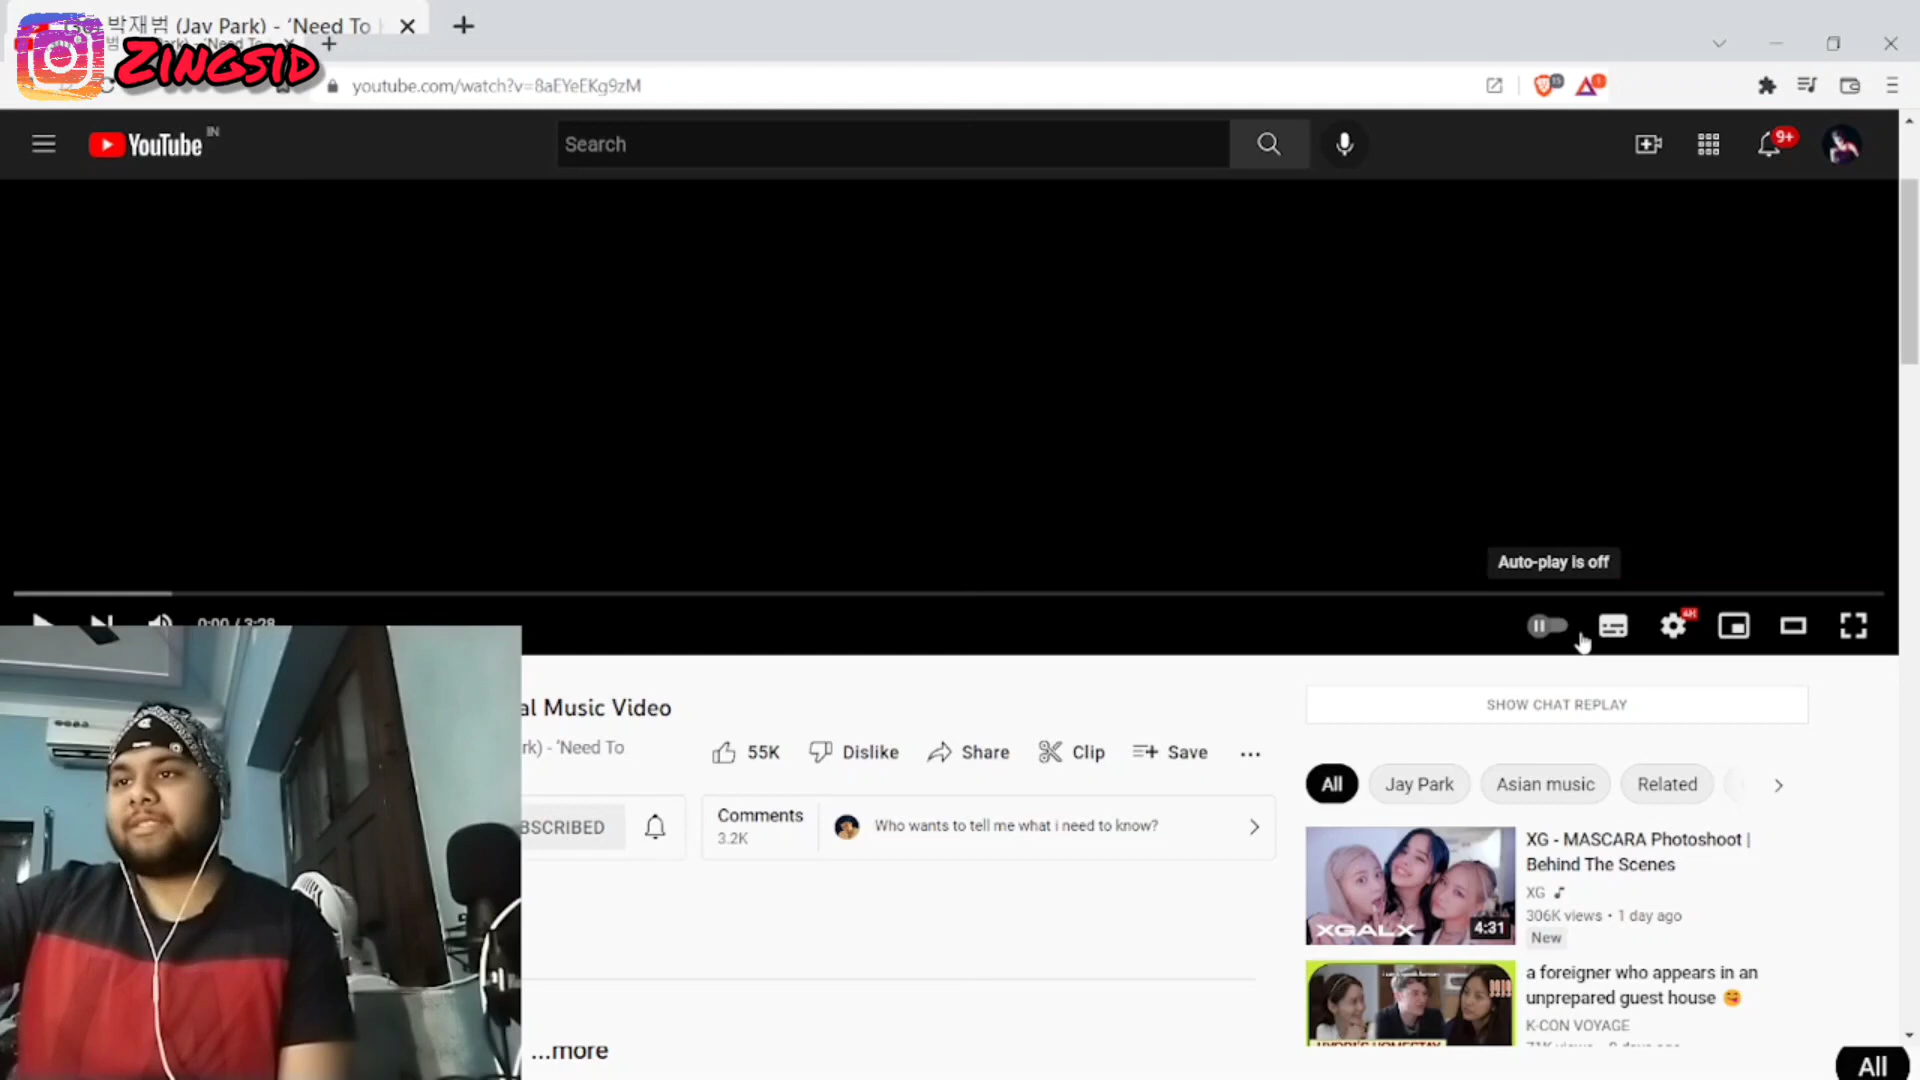 박재범 (Jay Park) - ‘Need To
ZINGSID
youtube.com/watch?v=8aEYeEKg9zM
15
1
YouTube IN
Search
9+
Auto-play is off
0:00 / 3:28
4K
al Music Video
rk) - 'Need To
55K
Dislike
Share
Clip
Save
BSCRIBED
Comments
3.2K
Who wants to tell me what i need to know?
...more
SHOW CHAT REPLAY
All
Jay Park
Asian music
Related
XGALX
4:31
XG - MASCARA Photoshoot |
Behind The Scenes
XG
306K views • 1 day ago
New
a foreigner who appears in an
unprepared guest house 😋
K-CON VOYAGE
All